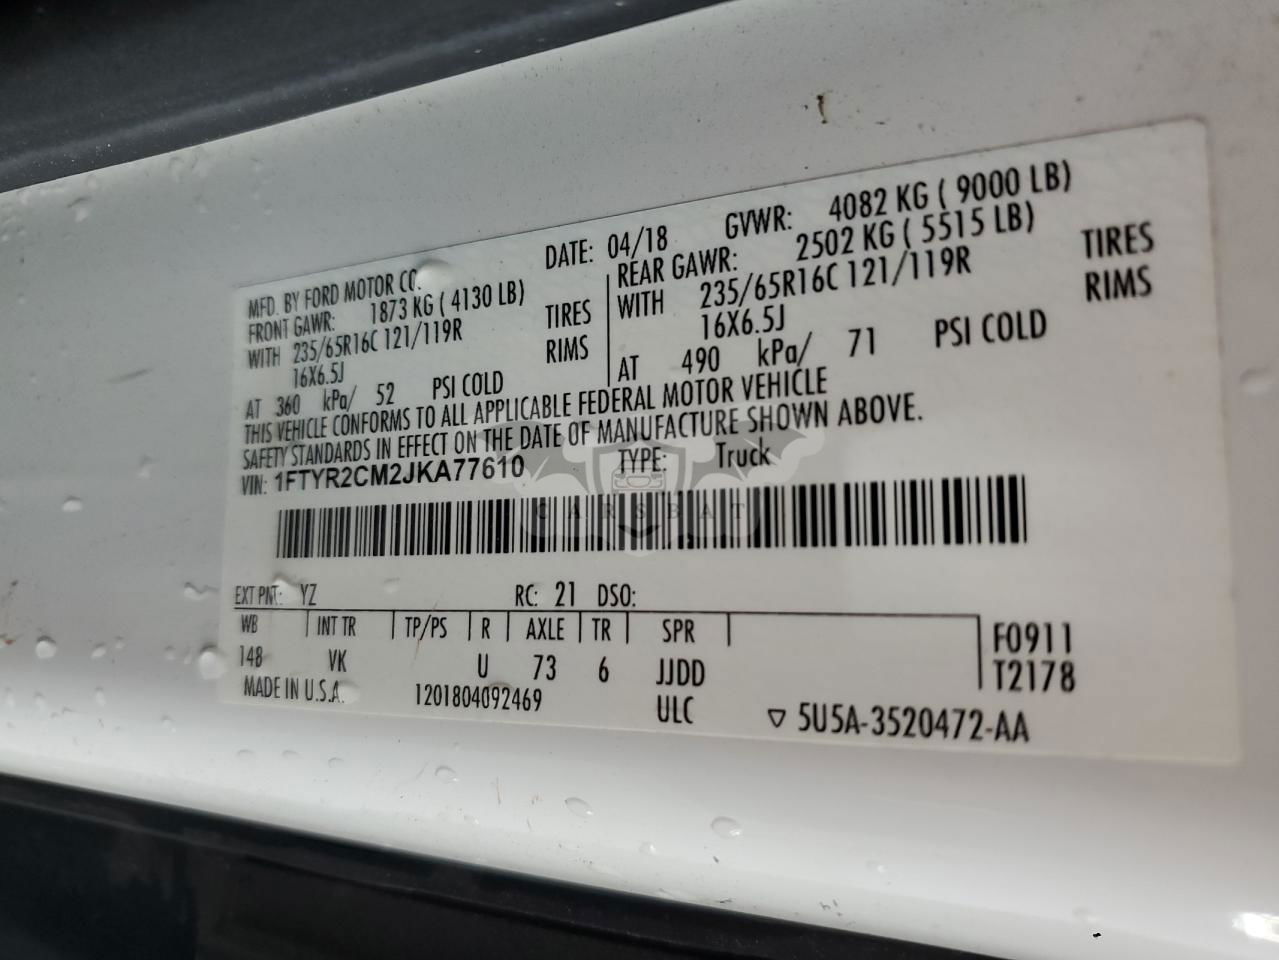 MFD. BY FORD MOTOR CO.
DATE: 04/18 GVWR: 4082 KG ( 9000 LB)
FRONT GAWR: 1873 KG ( 4130 LB)
WITH 235/65R16C 121/119R TIRES
16X6.5J RIMS
AT 360 kPa/ 52 PSI COLD
REAR GAWR: 2502 KG ( 5515 LB)
WITH 235/65R16C 121/119R TIRES
16X6.5J RIMS
AT 490 kPa/ 71 PSI COLD
THIS VEHICLE CONFORMS TO ALL APPLICABLE FEDERAL MOTOR VEHICLE
SAFETY STANDARDS IN EFFECT ON THE DATE OF MANUFACTURE SHOWN ABOVE.
VIN: 1FTYR2CM2JKA77610 TYPE: Truck
CARSBAT
EXT PNT: YZ RC: 21 DSO:
WB INT TR TP/PS R AXLE TR SPR F0911
148 VK U 73 6 JJDD T2178
MADE IN U.S.A. 1201804092469 ULC ▽ 5U5A-3520472-AA